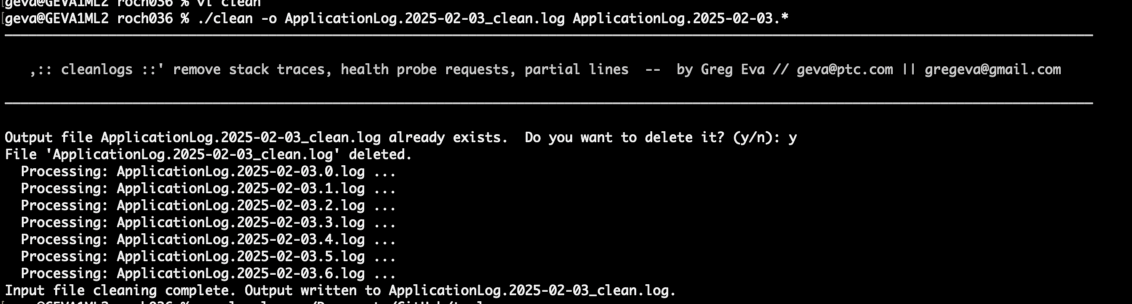 geva@GEVA1ML2 roch036 % vi clean
[geva@GEVA1ML2 roch036 % ./clean -o ApplicationLog.2025-02-03_clean.log ApplicationLog.2025-02-03.*
,:: cleanlogs ::' remove stack traces, health probe requests, partial lines -- by Greg Eva // geva@ptc.com || gregeva@gmail.com
Output file ApplicationLog.2025-02-03_clean.log already exists.  Do you want to delete it? (y/n): y
File 'ApplicationLog.2025-02-03_clean.log' deleted.
Processing: ApplicationLog.2025-02-03.0.log ...
Processing: ApplicationLog.2025-02-03.1.log ...
Processing: ApplicationLog.2025-02-03.2.log ...
Processing: ApplicationLog.2025-02-03.3.log ...
Processing: ApplicationLog.2025-02-03.4.log ...
Processing: ApplicationLog.2025-02-03.5.log ...
Processing: ApplicationLog.2025-02-03.6.log ...
Input file cleaning complete. Output written to ApplicationLog.2025-02-03_clean.log.